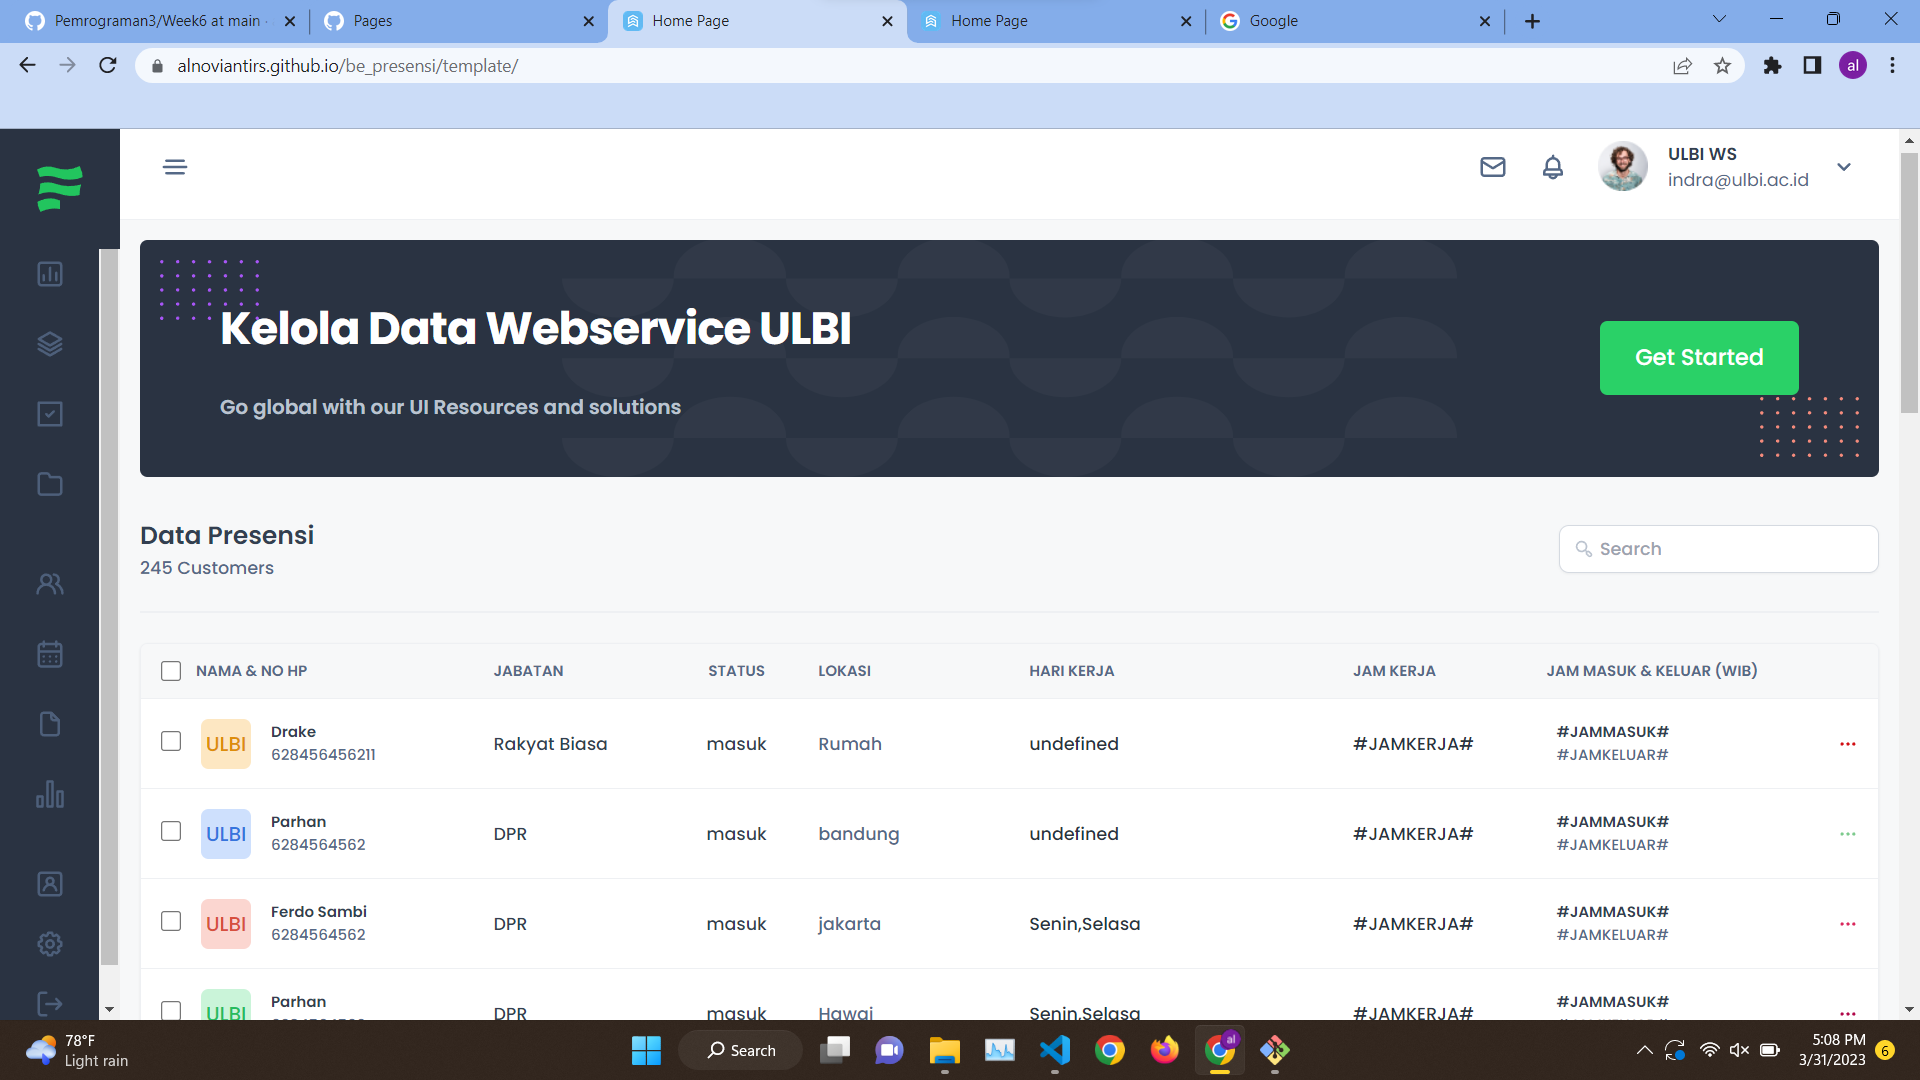 Pemrograman3/Week6 at main ·
Pages
Home Page
Home Page
Google
alnoviantirs.github.io/be_presensi/template/
al
ULBI WS
indra@ulbi.ac.id
Kelola Data Webservice ULBI
Go global with our UI Resources and solutions
Get Started
Data Presensi
245 Customers
Search
NAMA & NO HP JABATAN STATUS LOKASI HARI KERJA JAM KERJA JAM MASUK & KELUAR (WIB)
ULBI Drake Rakyat Biasa masuk Rumah undefined #JAMKERJA# #JAMMASUK#
628456456211 #JAMKELUAR#
ULBI Parhan DPR masuk bandung undefined #JAMKERJA# #JAMMASUK#
6284564562 #JAMKELUAR#
ULBI Ferdo Sambi DPR masuk jakarta Senin,Selasa #JAMKERJA# #JAMMASUK#
6284564562 #JAMKELUAR#
ULBI Parhan DPR masuk Hawai Senin,Selasa #JAMKERJA# #JAMMASUK#
78°F
Light rain
Search
al
5:08 PM
3/31/2023
6